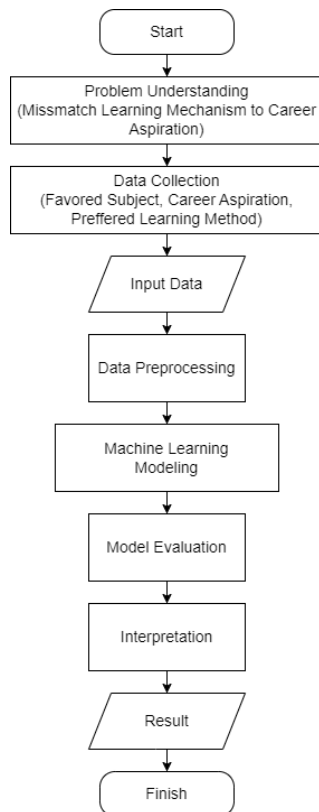 Start
Problem Understanding
(Missmatch Learning Mechanism to Career
Aspiration)
Data Collection
(Favored Subject, Career Aspiration,
Preffered Learning Method)
Input Data
Data Preprocessing
Machine Learning
Modeling
Model Evaluation
Interpretation
Result
Finish